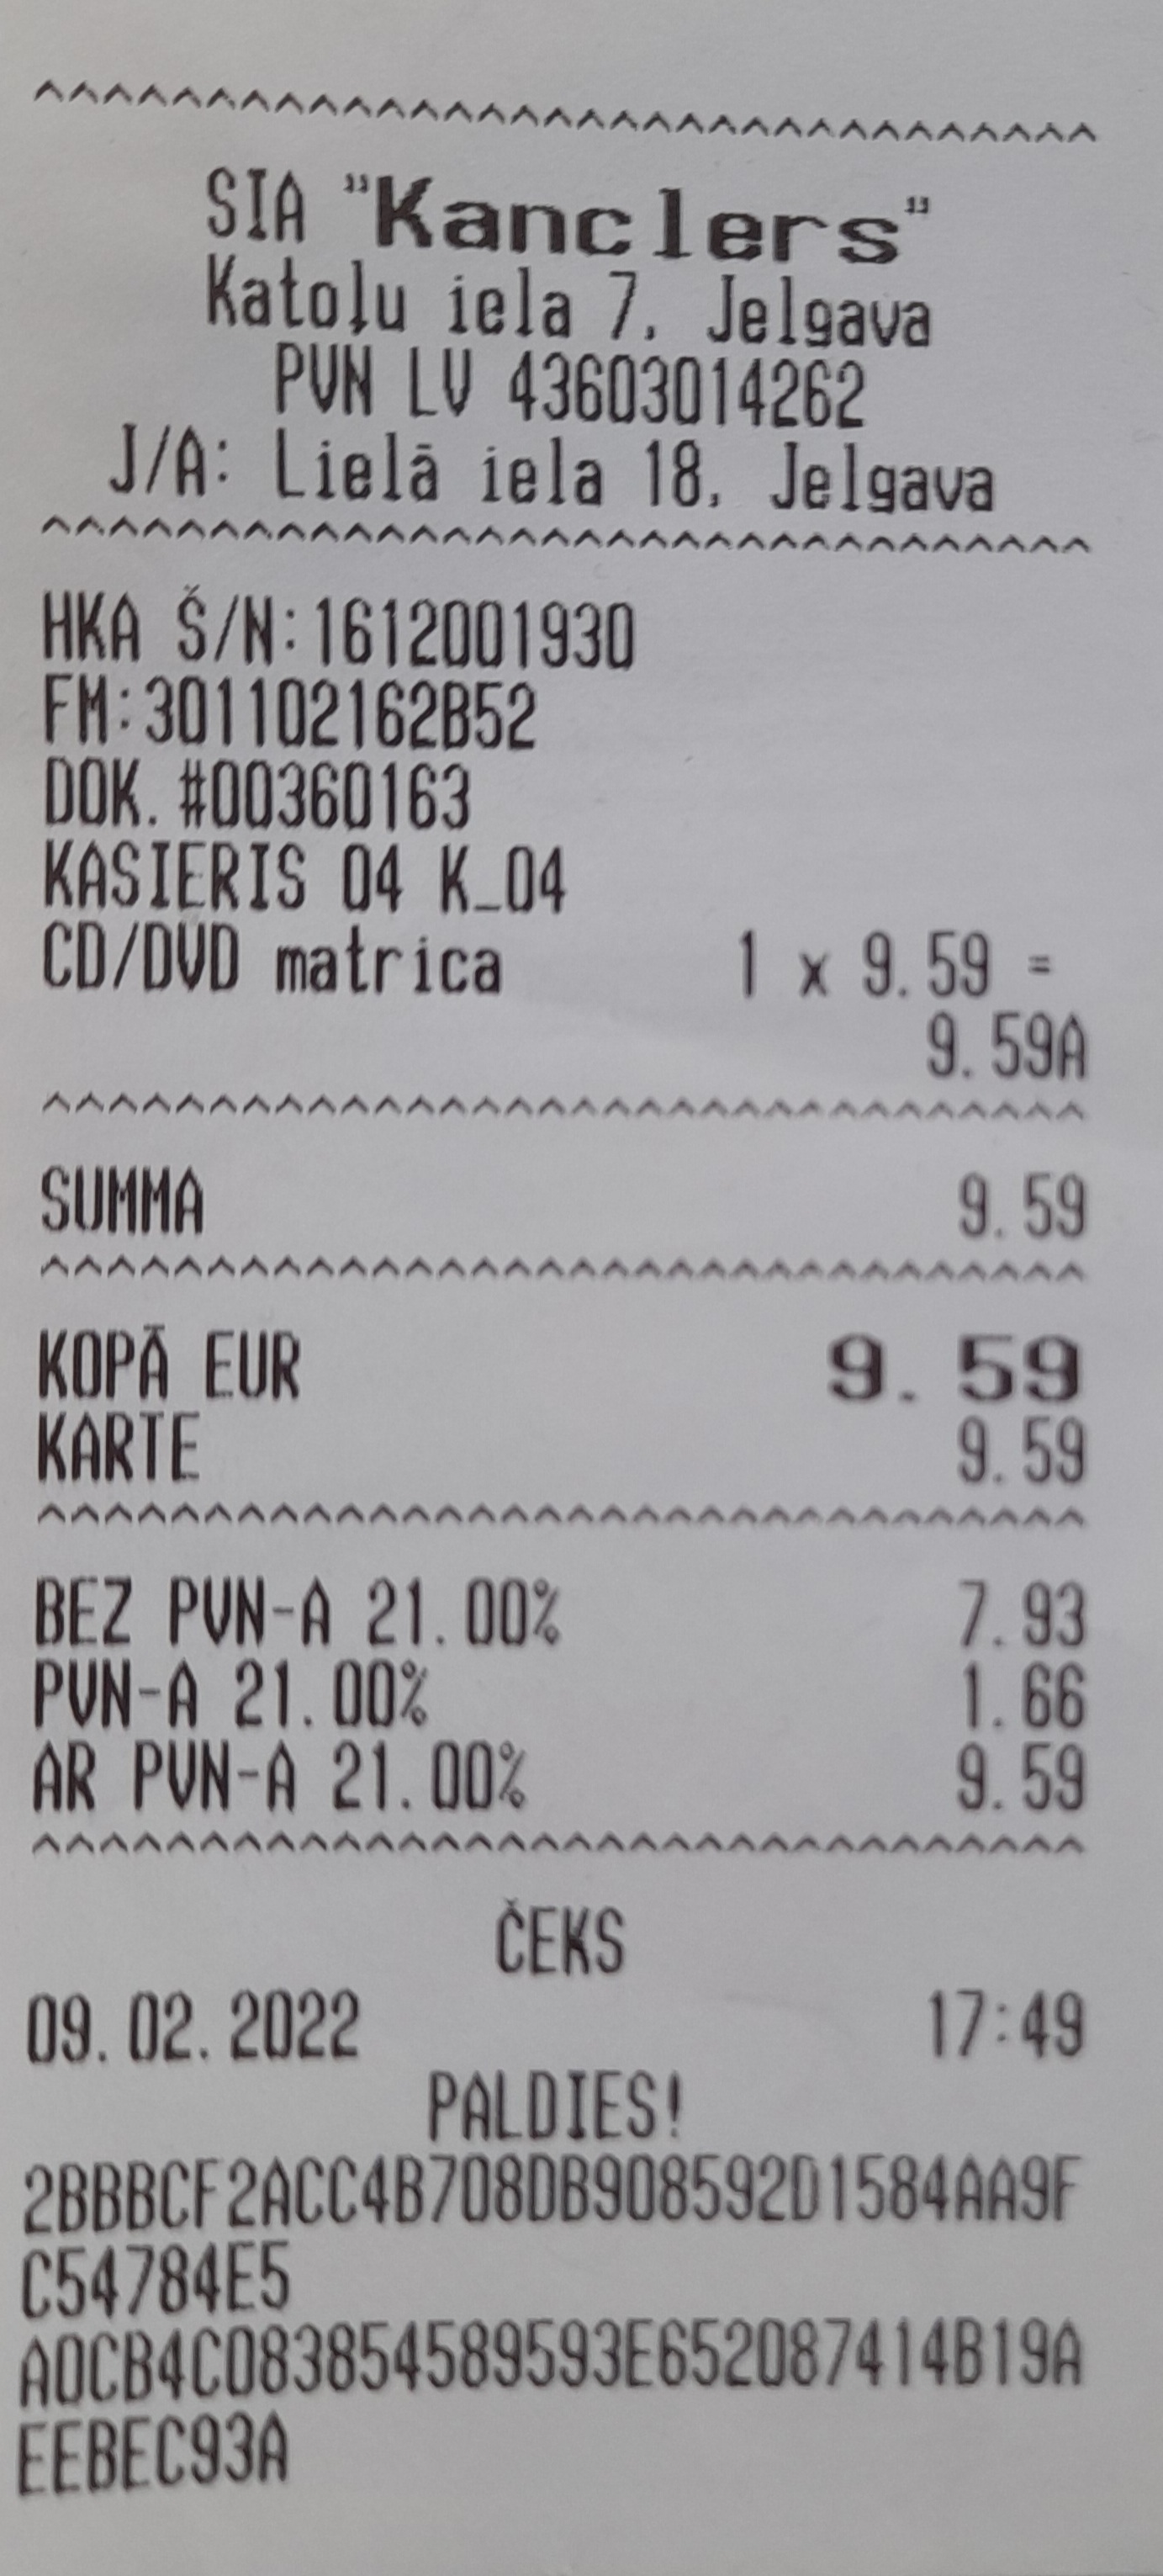 ^^^^^^^^^^^^^^^^^^^^^^^^^^^^^^^^
SIA "Kanclers"
Katoļu iela 7, Jelgava
PVN LV 43603014262
J/A: Lielā iela 18, Jelgava
^^^^^^^^^^^^^^^^^^^^^^^^^^^^^^^^
HKA Š/N:1612001930
FM:301102162B52
DOK. #00360163
KASIERIS 04 K_04
CD/DVD matrica 1 x 9.59 =
9.59A
^^^^^^^^^^^^^^^^^^^^^^^^^^^^^^^^
SUMMA 9.59
^^^^^^^^^^^^^^^^^^^^^^^^^^^^^^^^
KOPĀ EUR 9.59
KARTE 9.59
^^^^^^^^^^^^^^^^^^^^^^^^^^^^^^^^
BEZ PVN-A 21.00% 7.93
PVN-A 21.00% 1.66
AR PVN-A 21.00% 9.59
^^^^^^^^^^^^^^^^^^^^^^^^^^^^^^^^
ČEKS
09.02.2022 17:49
PALDIES!
2BBBCF2ACC4B708DB908592D1584AA9F
C54784E5
A0CB4C083854589593E652087414B19A
EEBEC93A